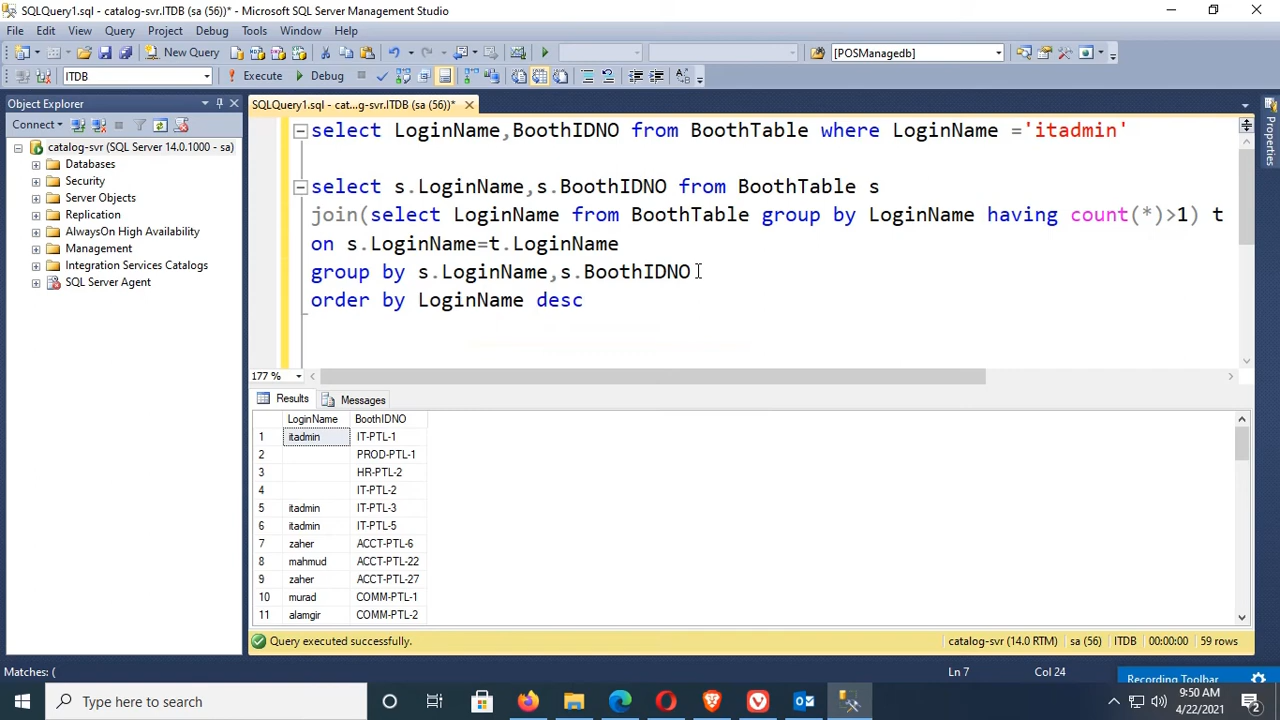 SQLQuery1.sql - catalog-svr.ITDB (sa (56))* - Microsoft SQL Server Management Studio
File Edit View Query Project Debug Tools Window Help
New Query [POSManagedb]
ITDB Execute Debug
Object Explorer
SQLQuery1.sql - cat...g-svr.ITDB (sa (56))*
Connect
catalog-svr (SQL Server 14.0.1000 - sa)
Databases
Security
Server Objects
Replication
AlwaysOn High Availability
Management
Integration Services Catalogs
SQL Server Agent
select LoginName,BoothIDNO from BoothTable where LoginName ='itadmin'
select s.LoginName,s.BoothIDNO from BoothTable s
join(select LoginName from BoothTable group by LoginName having count(*)>1) t
on s.LoginName=t.LoginName
group by s.LoginName,s.BoothIDNO
order by LoginName desc
177 %
Results Messages
LoginName BoothIDNO
1 itadmin IT-PTL-1
2 PROD-PTL-1
3 HR-PTL-2
4 IT-PTL-2
5 itadmin IT-PTL-3
6 itadmin IT-PTL-5
7 zaher ACCT-PTL-6
8 mahmud ACCT-PTL-22
9 zaher ACCT-PTL-27
10 murad COMM-PTL-1
11 alamgir COMM-PTL-2
Properties
Query executed successfully. catalog-svr (14.0 RTM) sa (56) ITDB 00:00:00 59 rows
Matches: ( Ln 7 Col 24
Recording Toolbar
Type here to search
9:50 AM
4/22/2021
2